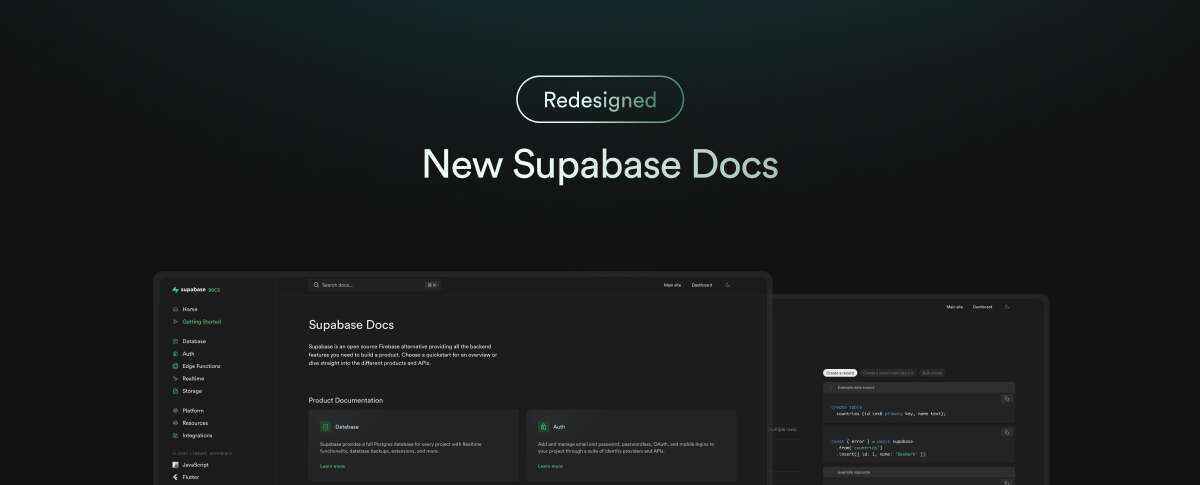 Redesigned
New Supabase Docs
supabase DOCS
Home
Getting Started
Database
Auth
Edge Functions
Realtime
Storage
Platform
Resources
Integrations
JavaScript
Flutter
Search docs...
Main site
Dashboard
Supabase Docs
Supabase is an open source Firebase alternative providing all the backend
features you need to build a product. Choose a quickstart for an overview or
dive straight into the different products and APIs.
Product Documentation
Database
Supabase provides a full Postgres database for every project with Realtime
functionality, database backups, extensions, and more.
Learn more
Auth
Add and manage email and password, passwordless, OAuth, and mobile logins to
your project through a suite of identity providers and APIs.
Learn more
Main site
Dashboard
Create a record
create table
countries (id int8 primary key, name text);
const { error } = await supabase
.from('countries')
.insert({ id: 1, name: 'Denmark' })